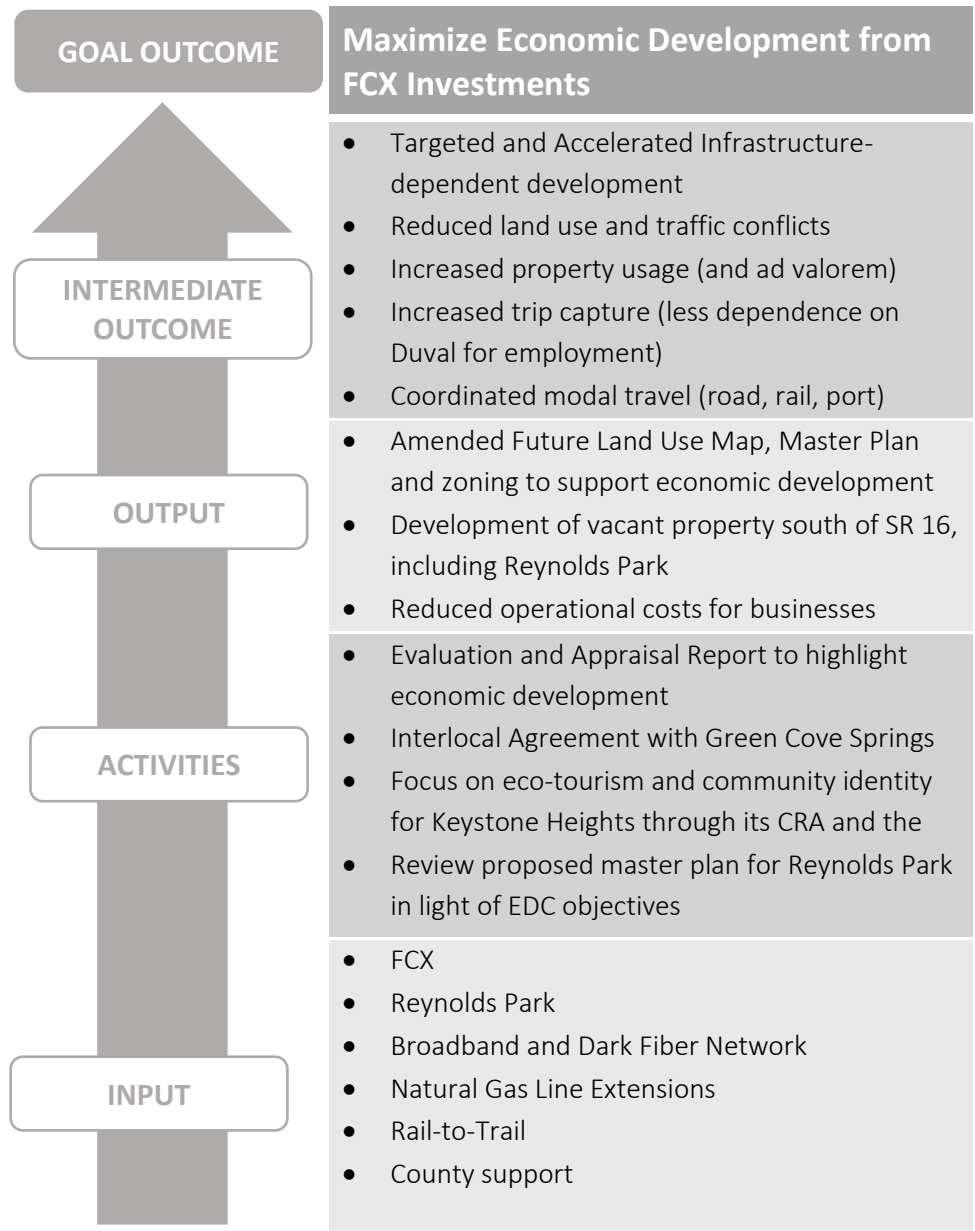 GOAL OUTCOME
Maximize Economic Development from
FCX Investments
INTERMEDIATE
OUTCOME
• Targeted and Accelerated Infrastructure-
dependent development
• Reduced land use and traffic conflicts
• Increased property usage (and ad valorem)
• Increased trip capture (less dependence on
Duval for employment)
• Coordinated modal travel (road, rail, port)
OUTPUT
• Amended Future Land Use Map, Master Plan
and zoning to support economic development
• Development of vacant property south of SR 16,
including Reynolds Park
• Reduced operational costs for businesses
ACTIVITIES
• Evaluation and Appraisal Report to highlight
economic development
• Interlocal Agreement with Green Cove Springs
• Focus on eco-tourism and community identity
for Keystone Heights through its CRA and the
• Review proposed master plan for Reynolds Park
in light of EDC objectives
INPUT
• FCX
• Reynolds Park
• Broadband and Dark Fiber Network
• Natural Gas Line Extensions
• Rail-to-Trail
• County support